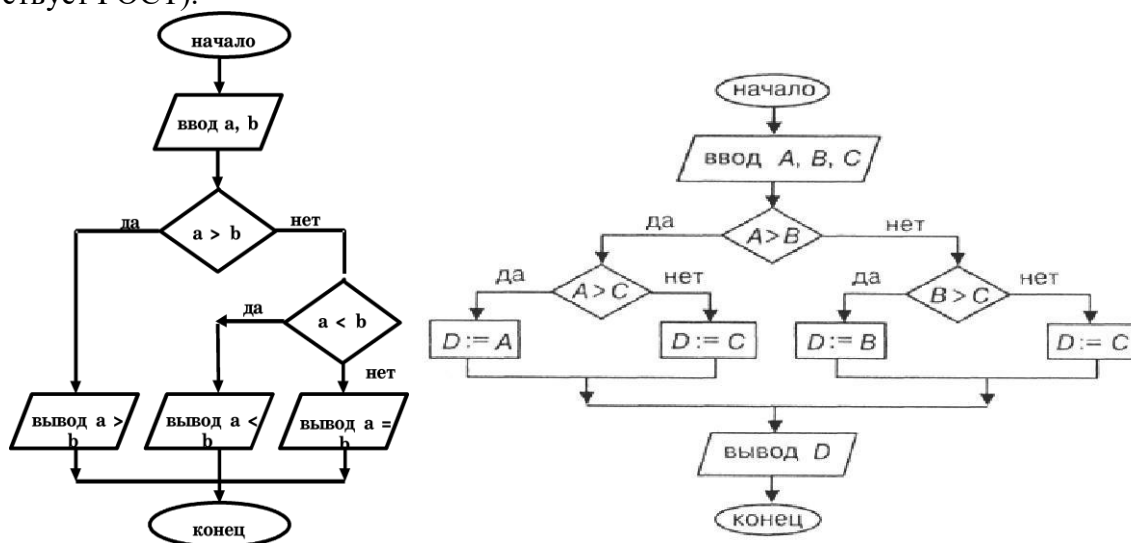 ствует ГОСТ).
начало
ввод a, b
да
a > b
нет
да
a < b
нет
вывод a >
b
вывод a <
b
вывод a =
b
конец
начало
ввод A, B, C
да
A>B
нет
да
A>C
нет
да
B>C
нет
D:= A
D:= C
D:= B
D:= C
вывод D
конец